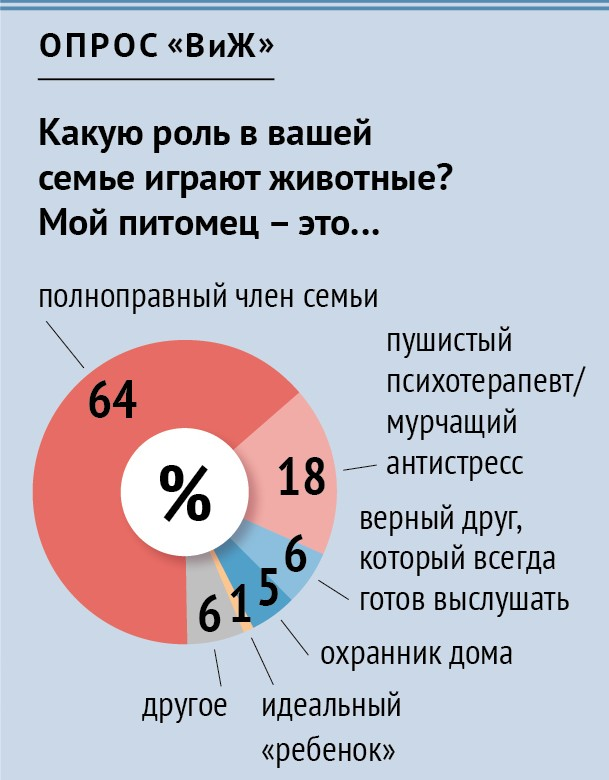 ОПРОС «ВиЖ»
Какую роль в вашей
семье играют животные?
Мой питомец – это...
полноправный член семьи
64
%
пушистый
психотерапевт/
мурчащий
антистресс
18
верный друг,
который всегда
готов выслушать
6
охранник дома
5
идеальный
«ребенок»
1
другое
6